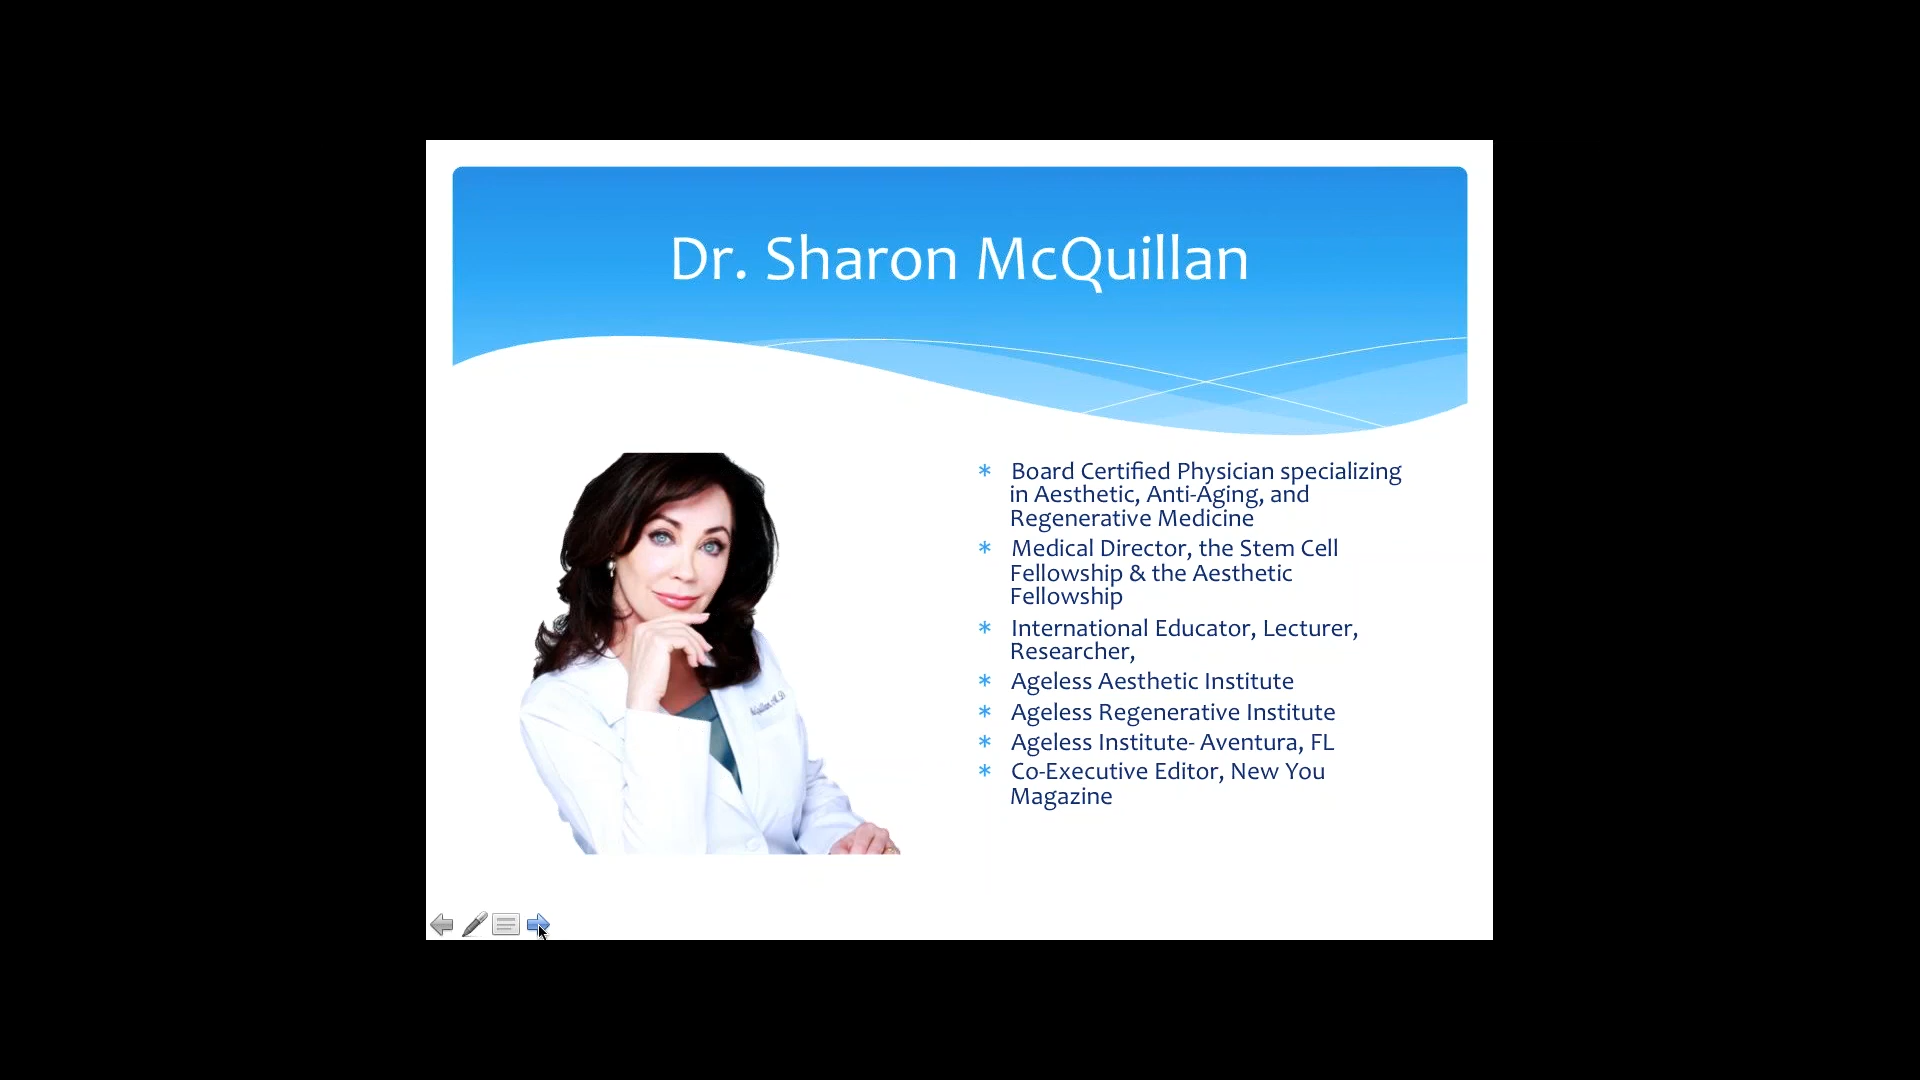 Dr. Sharon McQuillan
* Board Certified Physician specializing
in Aesthetic, Anti-Aging, and
Regenerative Medicine
* Medical Director, the Stem Cell
Fellowship & the Aesthetic
Fellowship
* International Educator, Lecturer,
Researcher,
* Ageless Aesthetic Institute
* Ageless Regenerative Institute
* Ageless Institute- Aventura, FL
* Co-Executive Editor, New You
Magazine